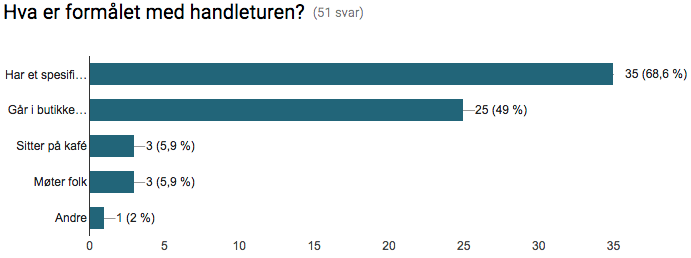 Hva er formålet med handleturen? (51 svar)
Har et spesifi… 35 (68,6 %)
Går i butikke… 25 (49 %)
Sitter på kafé 3 (5,9 %)
Møter folk 3 (5,9 %)
Andre 1 (2 %)
0 5 10 15 20 25 30 35